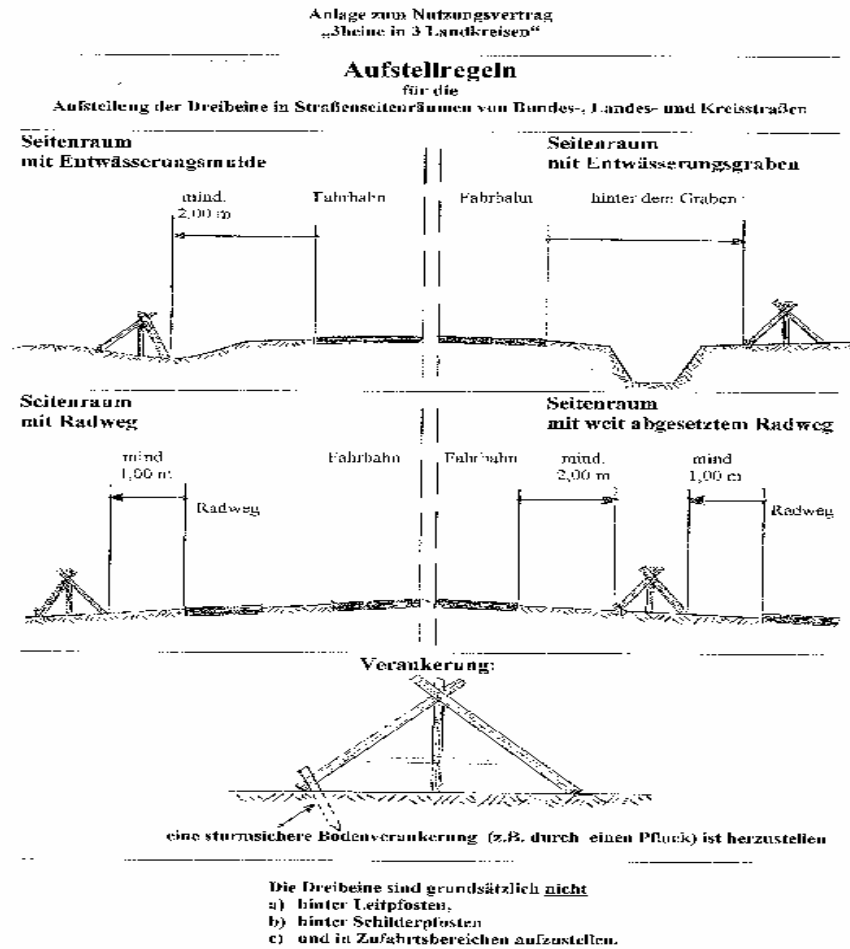 Anlage zum Nutzungsvertrag
„3beine in 3 Landkreisen“
Aufstellregeln
für die
Aufstellung der Dreibeine in Straßenseitenräumen von Bundes-, Landes- und Kreisstraßen
Seitenraum
mit Entwässerungsmulde
Seitenraum
mit Entwässerungsgraben
mind.
2,00 m
Fahrbahn
Fahrbahn
hinter dem Graben
Seitenraum
mit Radweg
Seitenraum
mit weit abgesetztem Radweg
mind
1,00 m
Radweg
Fahrbahn
Fahrbahn
mind.
2,00 m
mind
1,00 m
Radweg
Verankerung:
eine sturmsichere Bodenverankerung (z.B. durch einen Pflock) ist herzustellen
Die Dreibeine sind grundsätzlich nicht
a) hinter Leitpfosten,
b) hinter Schilderpfosten
c) und in Zufahrtsbereichen aufzustellen.